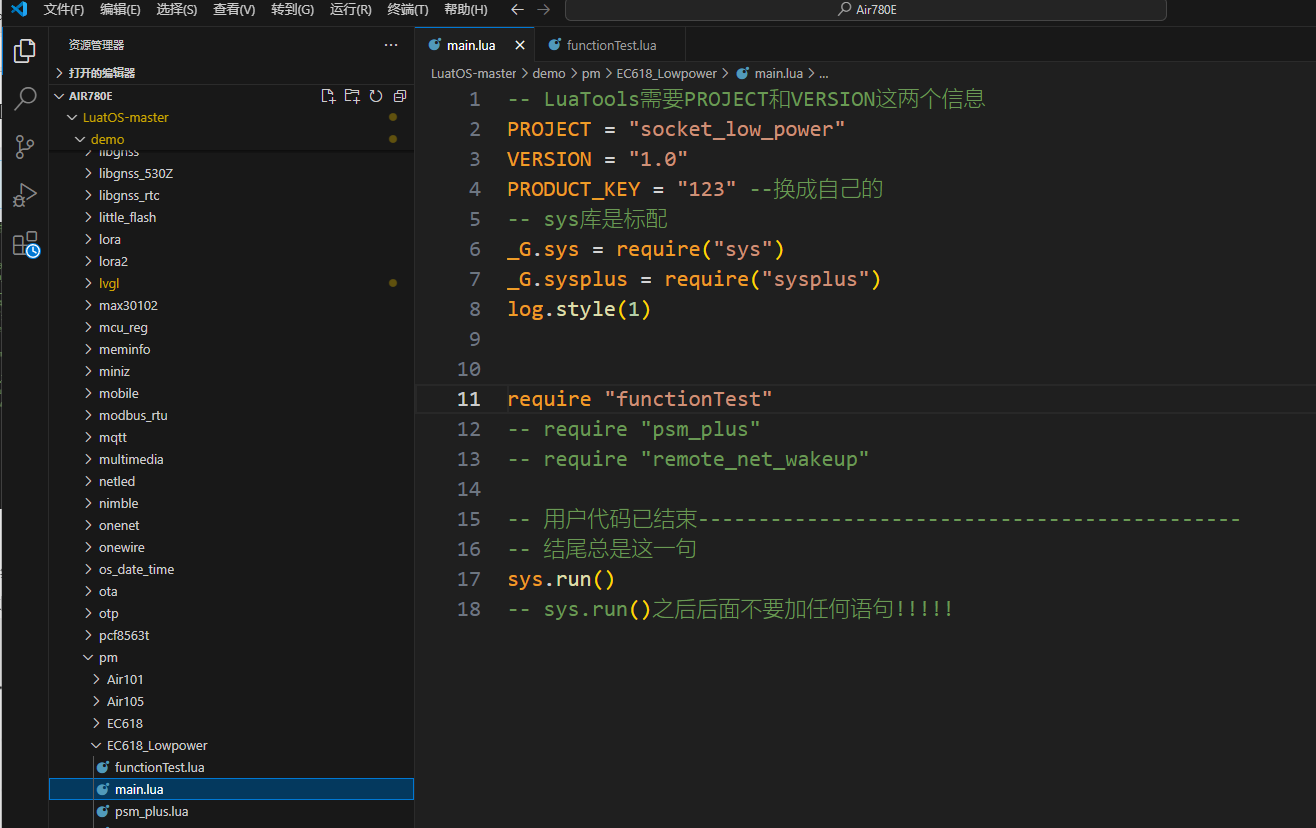 文件(F) 编辑(E) 选择(S) 查看(V) 转到(G) 运行(R) 终端(T) 帮助(H) Air780E
资源管理器
打开的编辑器
AIR780E
LuatOS-master
demo
libgnss
libgnss_530Z
libgnss_rtc
little_flash
lora
lora2
lvgl
max30102
mcu_reg
meminfo
miniz
mobile
modbus_rtu
mqtt
multimedia
netled
nimble
onenet
onewire
os_date_time
ota
otp
pcf8563t
pm
Air101
Air105
EC618
EC618_Lowpower
functionTest.lua
main.lua
psm_plus.lua
main.lua functionTest.lua
LuatOS-master > demo > pm > EC618_Lowpower > main.lua > ...
1 -- LuaTools需要PROJECT和VERSION这两个信息
2 PROJECT = "socket_low_power"
3 VERSION = "1.0"
4 PRODUCT_KEY = "123" --换成自己的
5 -- sys库是标配
6 _G.sys = require("sys")
7 _G.sysplus = require("sysplus")
8 log.style(1)
9
10
11 require "functionTest"
12 -- require "psm_plus"
13 -- require "remote_net_wakeup"
14
15 -- 用户代码已结束---------------------------------------------
16 -- 结尾总是这一句
17 sys.run()
18 -- sys.run()之后后面不要加任何语句!!!!!